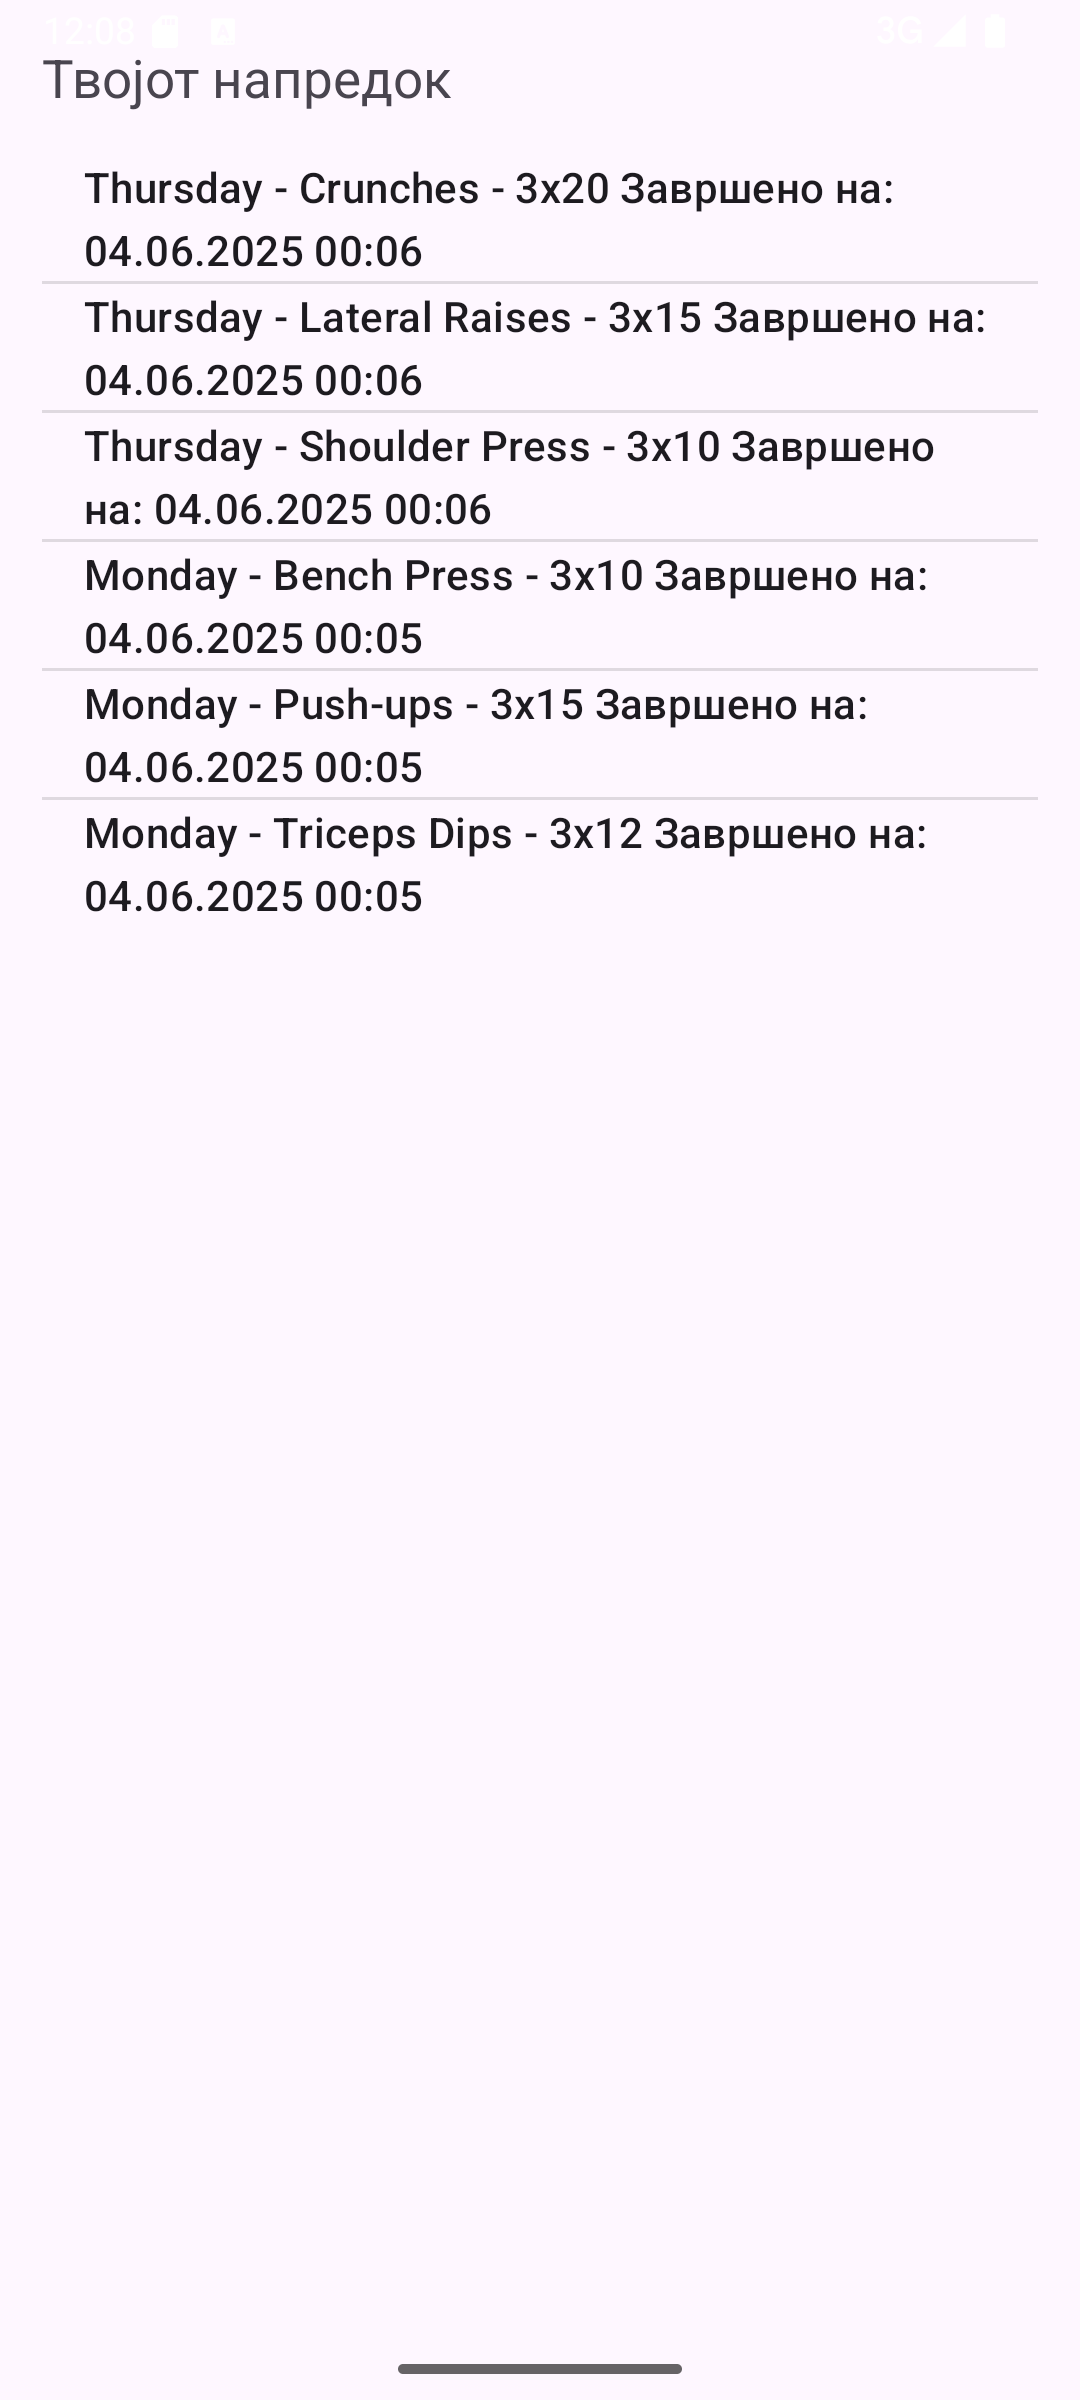 12:08 3G
Твојот напредок
Thursday - Crunches - 3x20 Завршено на:
04.06.2025 00:06
Thursday - Lateral Raises - 3x15 Завршено на:
04.06.2025 00:06
Thursday - Shoulder Press - 3x10 Завршено
на: 04.06.2025 00:06
Monday - Bench Press - 3x10 Завршено на:
04.06.2025 00:05
Monday - Push-ups - 3x15 Завршено на:
04.06.2025 00:05
Monday - Triceps Dips - 3x12 Завршено на:
04.06.2025 00:05